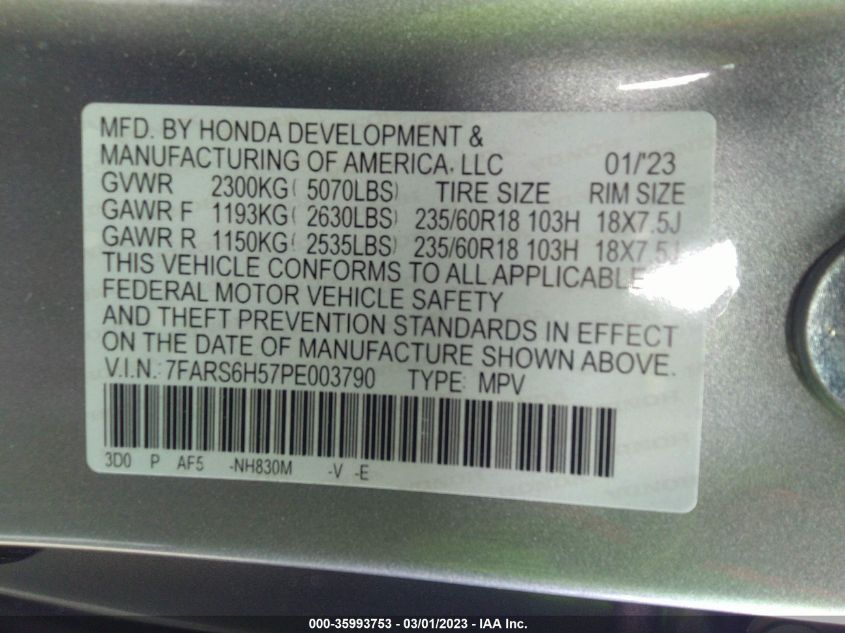 MFD. BY HONDA DEVELOPMENT &
MANUFACTURING OF AMERICA, LLC 01/'23
GVWR 2300KG( 5070LBS) TIRE SIZE RIM SIZE
GAWR F 1193KG( 2630LBS) 235/60R18 103H 18X7.5J
GAWR R 1150KG( 2535LBS) 235/60R18 103H 18X7.5J
THIS VEHICLE CONFORMS TO ALL APPLICABLE
FEDERAL MOTOR VEHICLE SAFETY
AND THEFT PREVENTION STANDARDS IN EFFECT
ON THE DATE OF MANUFACTURE SHOWN ABOVE.
V.I.N.: 7FARS6H57PE003790 TYPE: MPV
3D0 P AF5 -NH830M -V -E
000-35993753 - 03/01/2023 - IAA Inc.